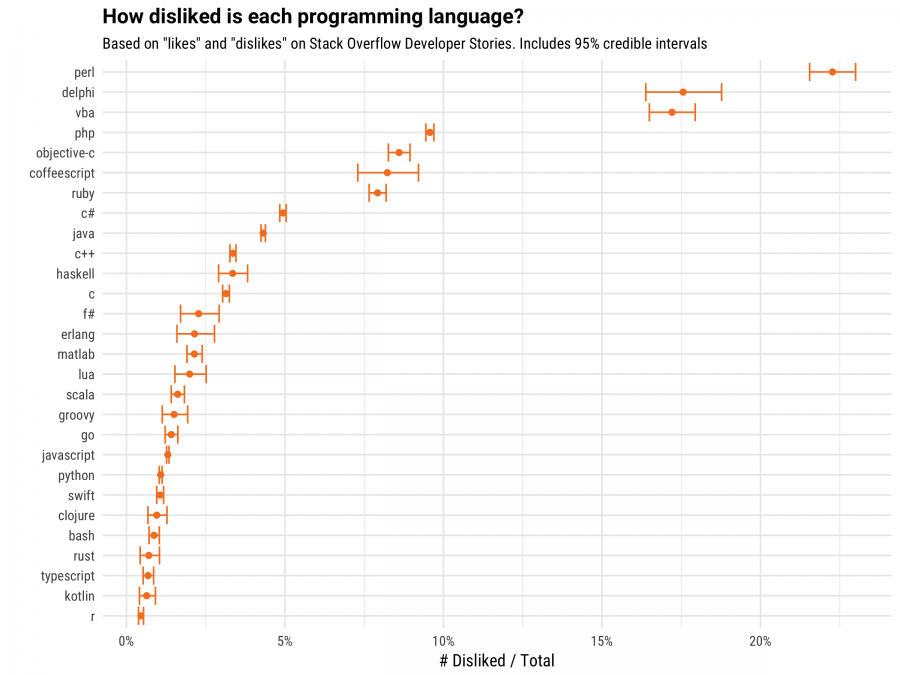 How disliked is each programming language?
Based on "likes" and "dislikes" on Stack Overflow Developer Stories. Includes 95% credible intervals
perl
delphi
vba
php
objective-c
coffeescript
ruby
c#
java
c++
haskell
c
f#
erlang
matlab
lua
scala
groovy
go
javascript
python
swift
clojure
bash
rust
typescript
kotlin
r
0% 5% 10% 15% 20%
# Disliked / Total